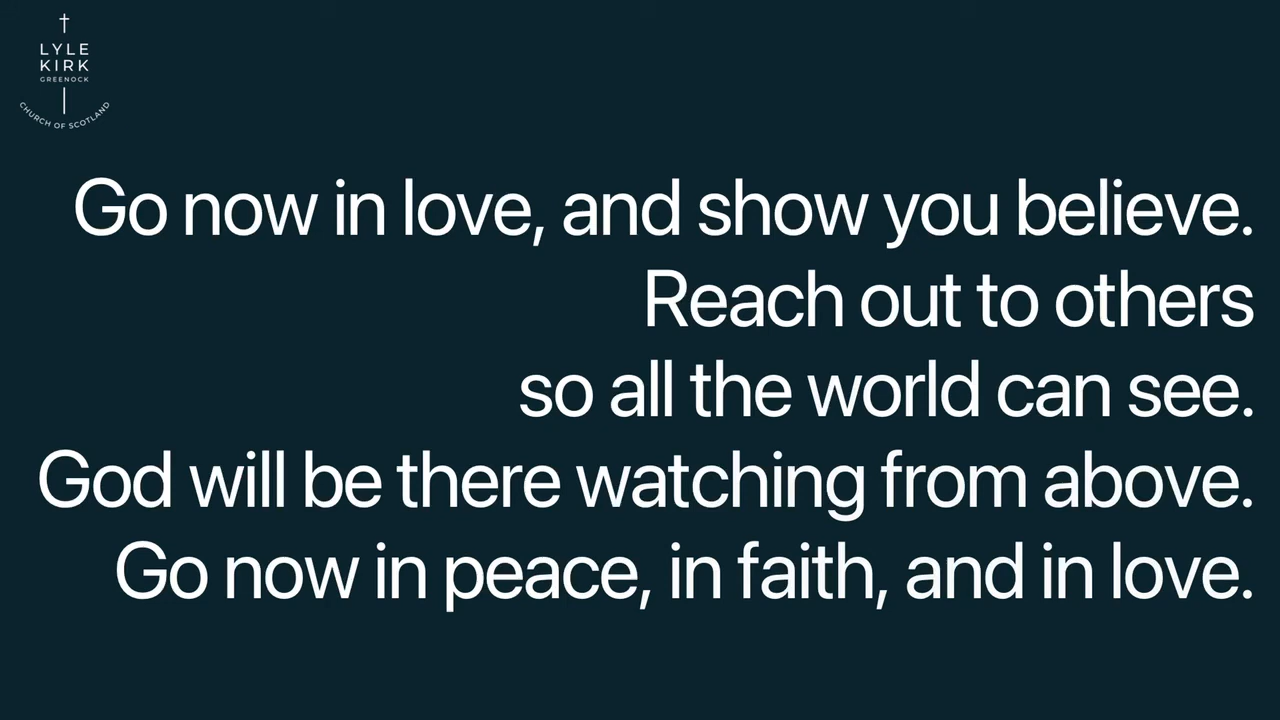 LYLE
KIRK
GREENOCK
CHURCH OF SCOTLAND
Go now in love, and show you believe.
Reach out to others
so all the world can see.
God will be there watching from above.
Go now in peace, in faith, and in love.